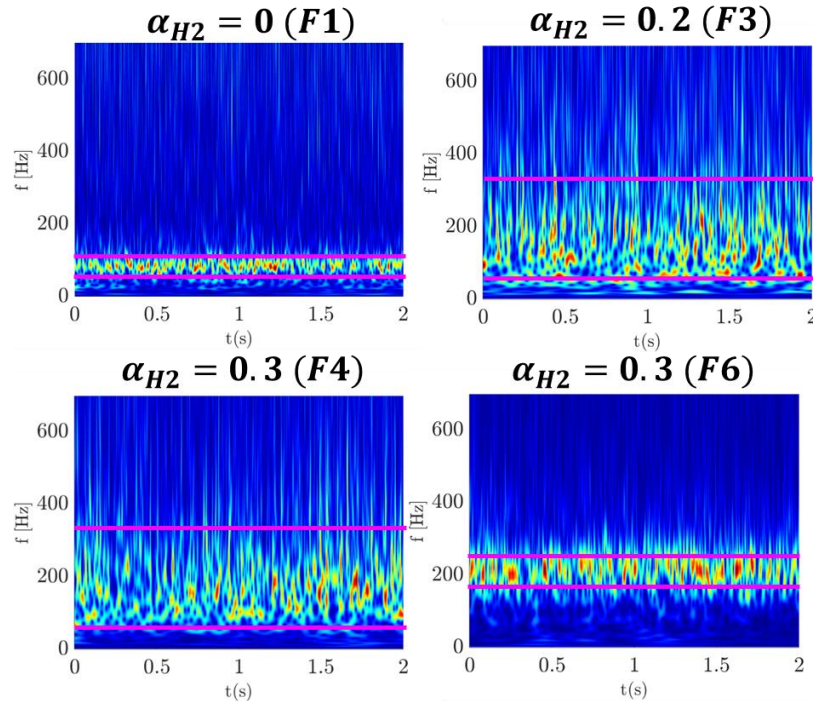 α_H2 = 0 (F1)
600
400
200
0
f [Hz]
0 0.5 1 1.5 2
t(s)
α_H2 = 0.2 (F3)
600
400
200
0
f [Hz]
0 0.5 1 1.5 2
t(s)
α_H2 = 0.3 (F4)
600
400
200
0
f [Hz]
0 0.5 1 1.5 2
t(s)
α_H2 = 0.3 (F6)
600
400
200
0
f [Hz]
0 0.5 1 1.5 2
t(s)